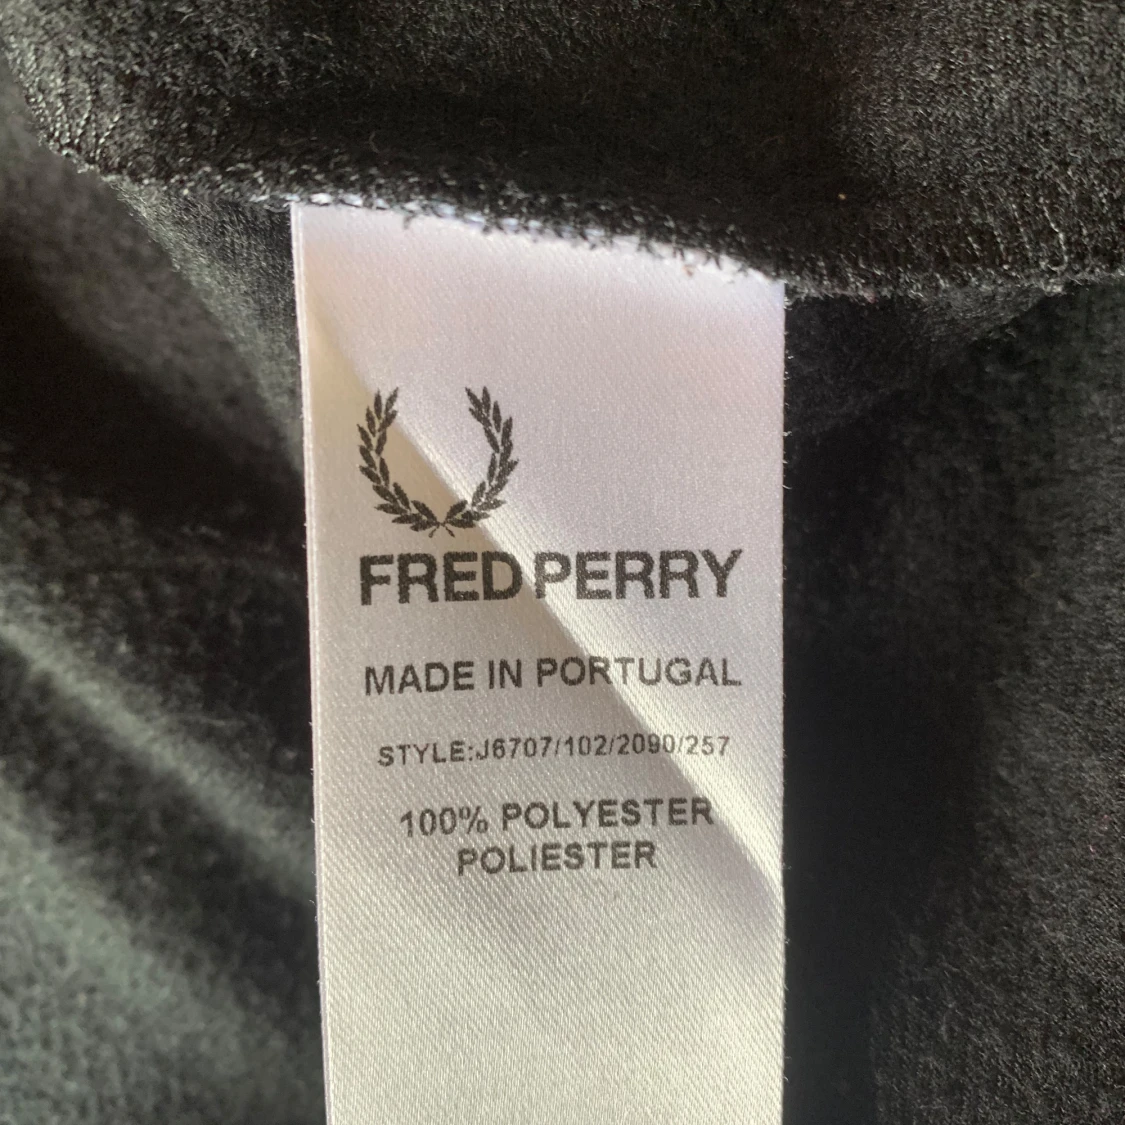 FRED PERRY
MADE IN PORTUGAL
STYLE:J6707/102/2090/257
100% POLYESTER
POLIESTER